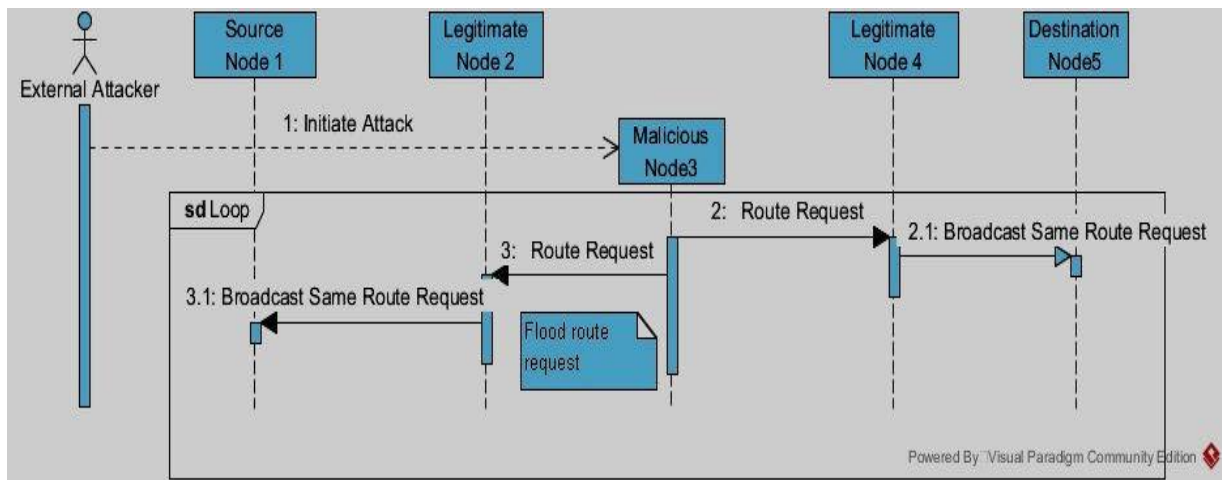 Source
Node 1
Legitimate
Node 2
Legitimate
Node 4
Destination
Node5
External Attacker
1: Initiate Attack
Malicious
Node3
sd Loop
2: Route Request
2.1: Broadcast Same Route Request
3: Route Request
3.1: Broadcast Same Route Request
Flood route
request
Powered By Visual Paradigm Community Edition